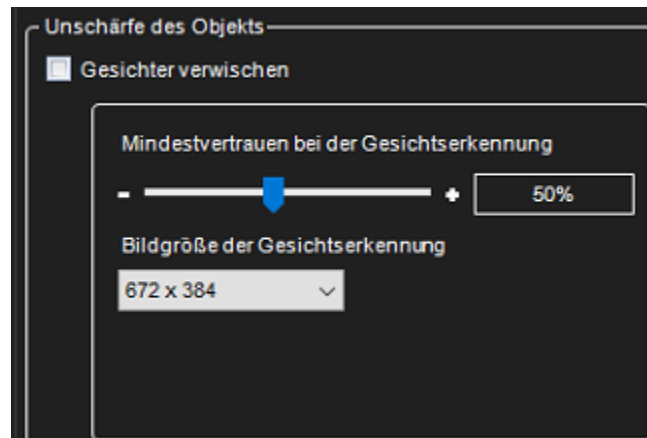 Unschärfe des Objekts
Gesichter verwischen
Mindestvertrauen bei der Gesichtserkennung
- + 50%
Bildgröße der Gesichtserkennung
672 x 384